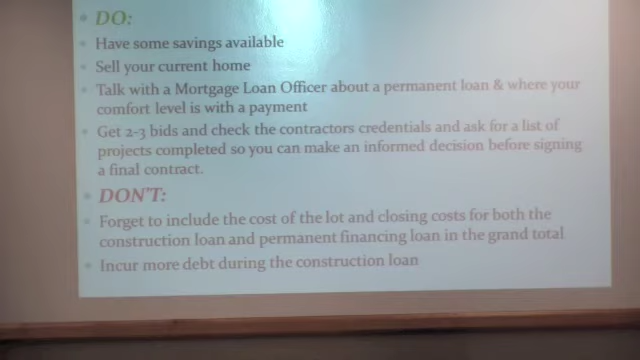 DO:
Have some savings available
Sell your current home
Talk with a Mortgage Loan Officer about a permanent loan & where your
comfort level is with a payment
Get 2-3 bids and check the contractors credentials and ask for a list of
projects completed so you can make an informed decision before signing
a final contract.
DON'T:
Forget to include the cost of the lot and closing costs for both the
construction loan and permanent financing loan in the grand total
Incur more debt during the construction loan